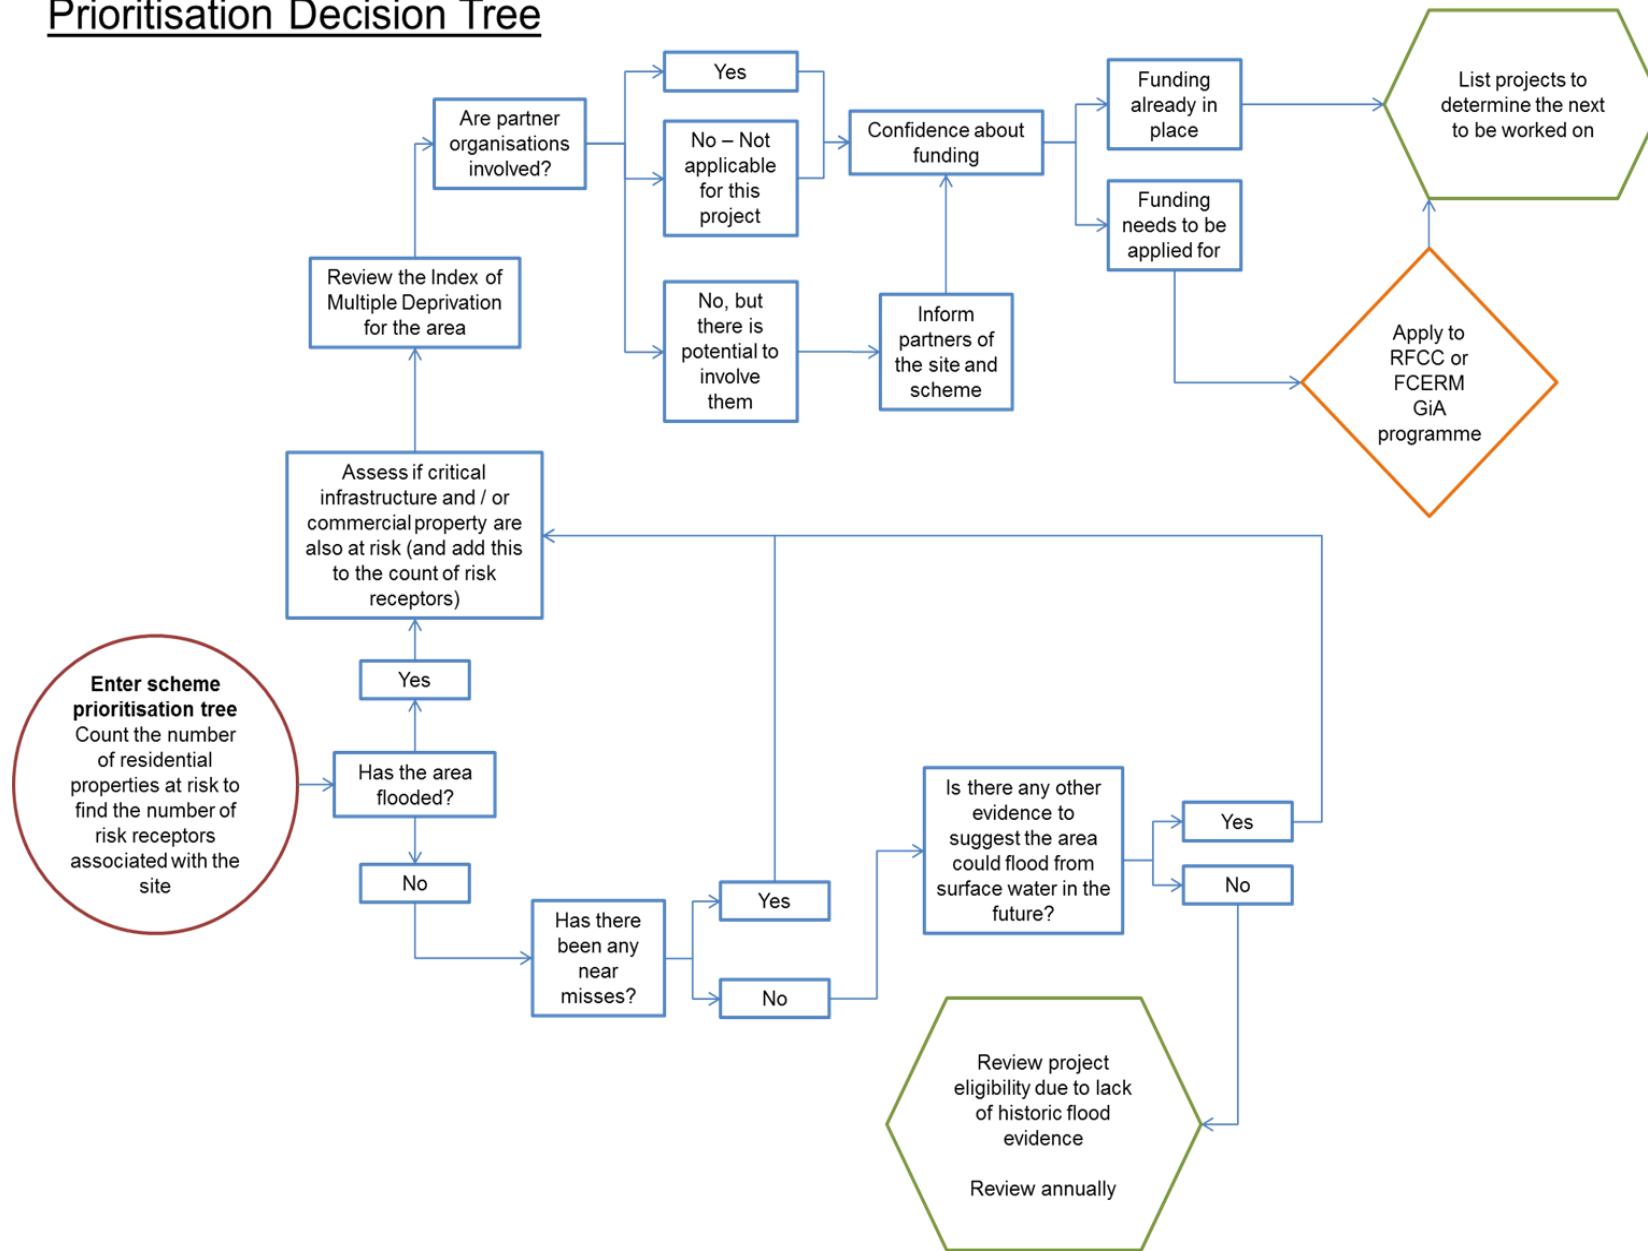 Prioritisation Decision Tree
Are partner
organisations
involved?
Yes
No – Not
applicable
for this
project
No, but
there is
potential to
involve
them
Confidence about
funding
Inform
partners of
the site and
scheme
Funding
already in
place
Funding
needs to be
applied for
List projects to
determine the next
to be worked on
Apply to
RFCC or
FCERM
GiA
programme
Review the Index of
Multiple Deprivation
for the area
Assess if critical
infrastructure and / or
commercial property are
also at risk (and add this
to the count of risk
receptors)
Yes
Enter scheme
prioritisation tree
Count the number
of residential
properties at risk to
find the number of
risk receptors
associated with the
site
Has the area
flooded?
No
Has there
been any
near
misses?
Yes
No
Is there any other
evidence to
suggest the area
could flood from
surface water in the
future?
Yes
No
Review project
eligibility due to lack
of historic flood
evidence
Review annually